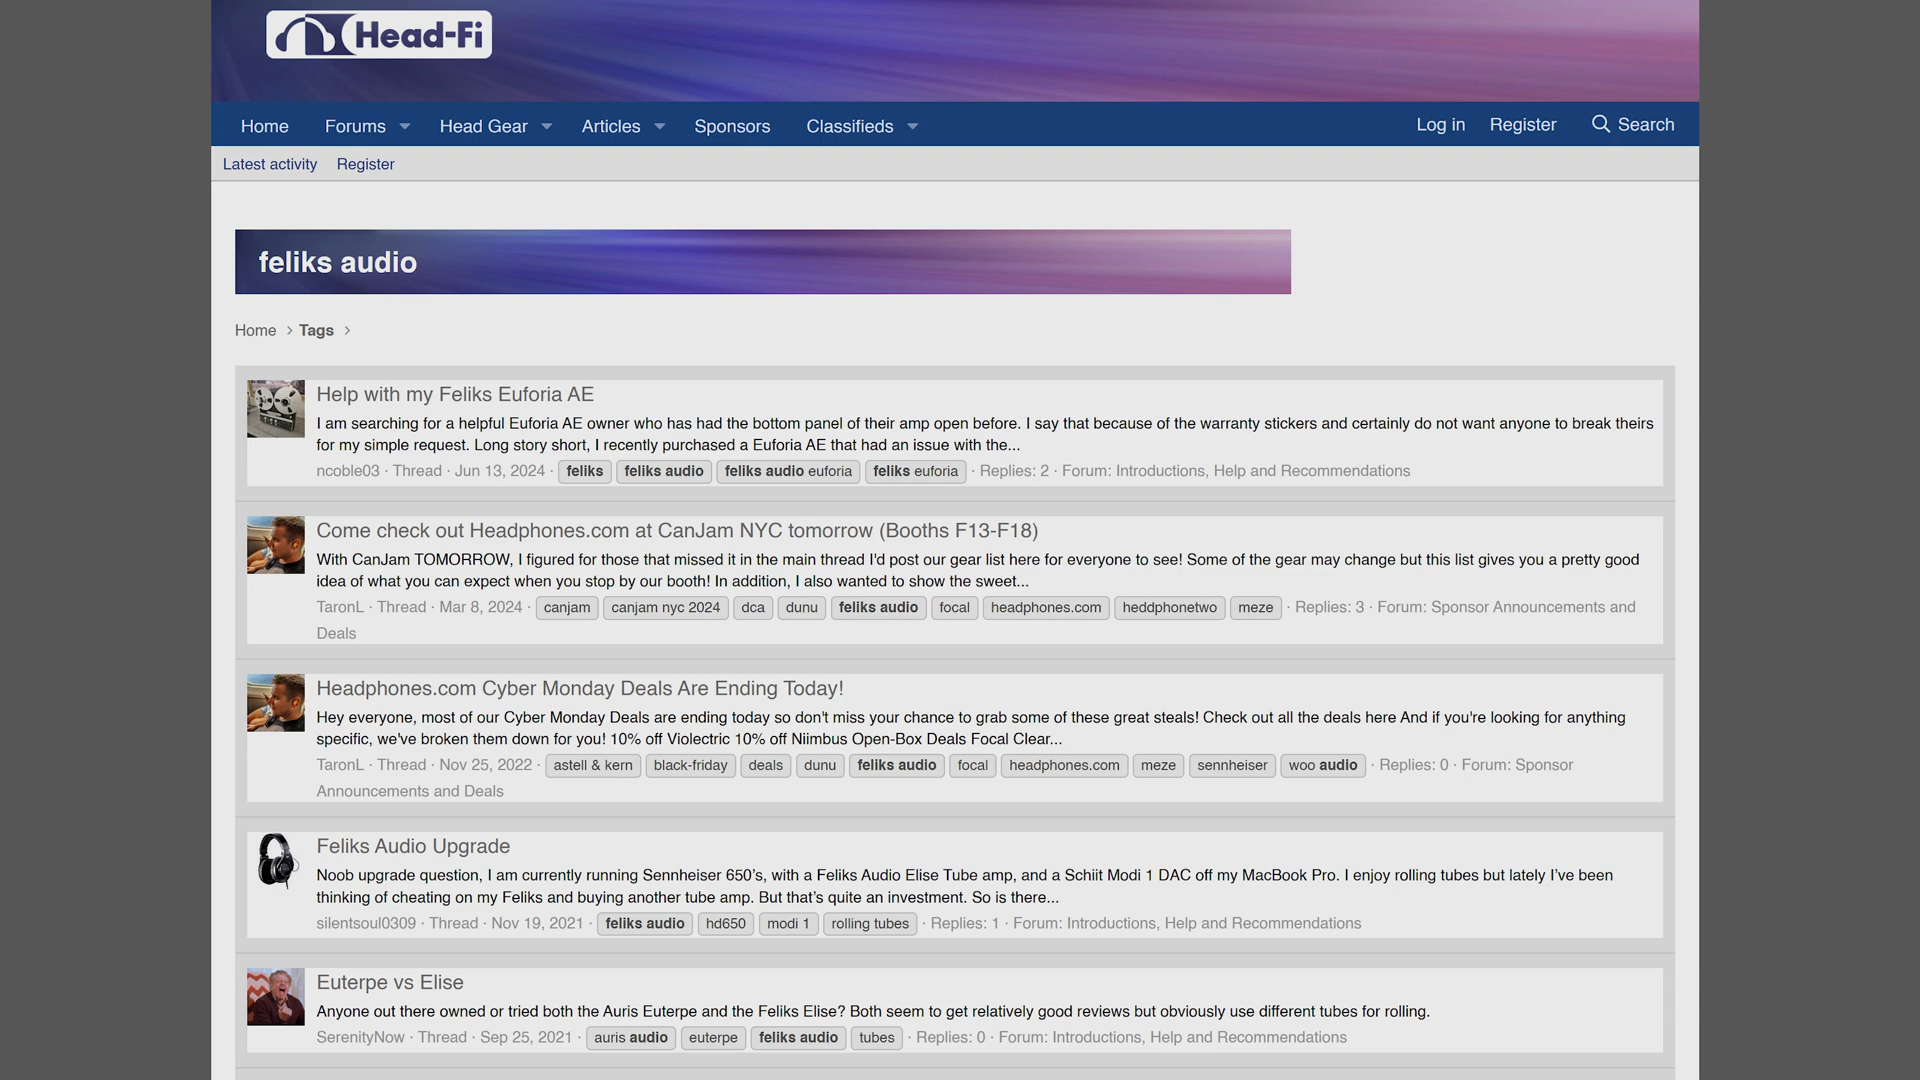 Head-Fi
Home Forums Head Gear Articles Sponsors Classifieds Log in Register Search
Latest activity Register
feliks audio
Home Tags
Help with my Feliks Euforia AE
I am searching for a helpful Euforia AE owner who has had the bottom panel of their amp open before. I say that because of the warranty stickers and certainly do not want anyone to break theirs
for my simple request. Long story short, I recently purchased a Euforia AE that had an issue with the...
ncoble03 · Thread · Jun 13, 2024 · feliks feliks audio feliks audio euforia feliks euforia · Replies: 2 · Forum: Introductions, Help and Recommendations
Come check out Headphones.com at CanJam NYC tomorrow (Booths F13-F18)
With CanJam TOMORROW, I figured for those that missed it in the main thread I'd post our gear list here for everyone to see! Some of the gear may change but this list gives you a pretty good
idea of what you can expect when you stop by our booth! In addition, I also wanted to show the sweet...
TaronL · Thread · Mar 8, 2024 · canjam canjam nyc 2024 dca dunu feliks audio focal headphones.com heddphonetwo meze · Replies: 3 · Forum: Sponsor Announcements and
Deals
Headphones.com Cyber Monday Deals Are Ending Today!
Hey everyone, most of our Cyber Monday Deals are ending today so don't miss your chance to grab some of these great steals! Check out all the deals here And if you're looking for anything
specific, we've broken them down for you! 10% off Violectric 10% off Niimbus Open-Box Deals Focal Clear...
TaronL · Thread · Nov 25, 2022 · astell & kern black-friday deals dunu feliks audio focal headphones.com meze sennheiser woo audio · Replies: 0 · Forum: Sponsor
Announcements and Deals
Feliks Audio Upgrade
Noob upgrade question, I am currently running Sennheiser 650’s, with a Feliks Audio Elise Tube amp, and a Schiit Modi 1 DAC off my MacBook Pro. I enjoy rolling tubes but lately I’ve been
thinking of cheating on my Feliks and buying another tube amp. But that’s quite an investment. So is there...
silentsoul0309 · Thread · Nov 19, 2021 · feliks audio hd650 modi 1 rolling tubes · Replies: 1 · Forum: Introductions, Help and Recommendations
Euterpe vs Elise
Anyone out there owned or tried both the Auris Euterpe and the Feliks Elise? Both seem to get relatively good reviews but obviously use different tubes for rolling.
SerenityNow · Thread · Sep 25, 2021 · auris audio euterpe feliks audio tubes · Replies: 0 · Forum: Introductions, Help and Recommendations